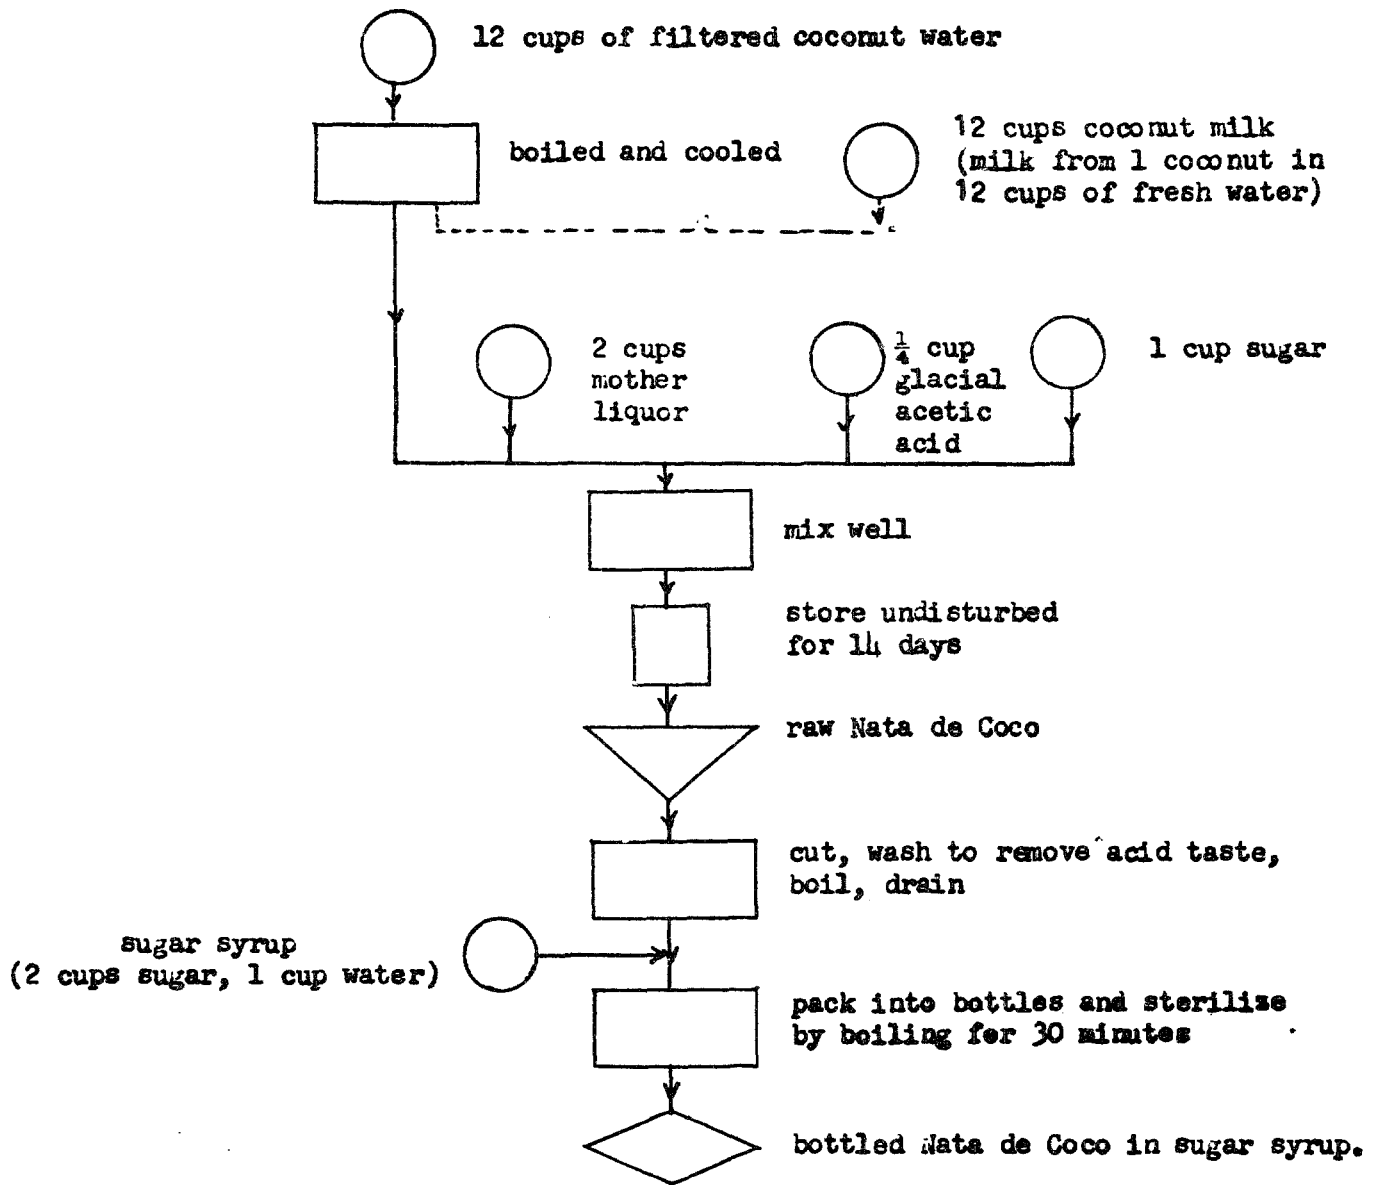 12 cups of filtered coconut water
boiled and cooled
12 cups coconut milk
(milk from 1 coconut in
12 cups of fresh water)
2 cups
mother
liquor
1/4 cup
glacial
acetic
acid
1 cup sugar
mix well
store undisturbed
for 14 days
raw Nata de Coco
cut, wash to remove acid taste,
boil, drain
sugar syrup
(2 cups sugar, 1 cup water)
pack into bottles and sterilize
by boiling for 30 minutes
bottled Nata de Coco in sugar syrup.